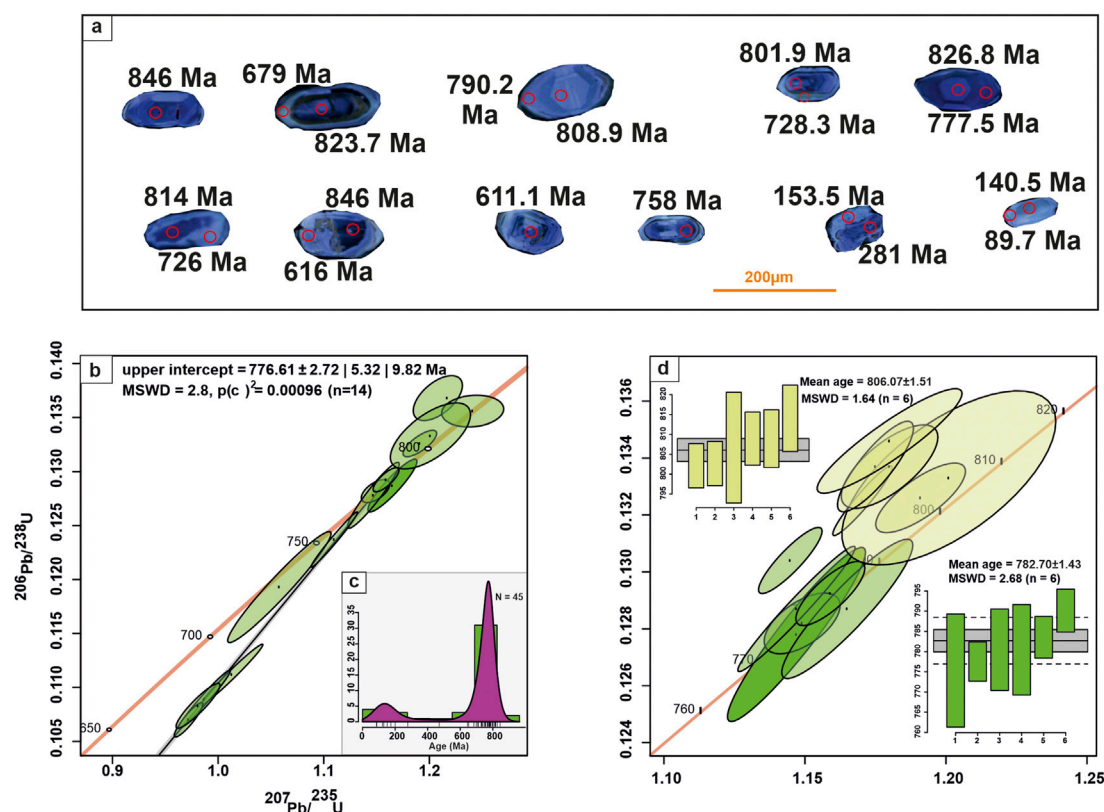 a
846 Ma
679 Ma
823.7 Ma
790.2
Ma
808.9 Ma
801.9 Ma
728.3 Ma
826.8 Ma
777.5 Ma
814 Ma
726 Ma
846 Ma
616 Ma
611.1 Ma
758 Ma
153.5 Ma
281 Ma
140.5 Ma
89.7 Ma
200µm
b
upper intercept = 776.61 ± 2.72 | 5.32 | 9.82 Ma
MSWD = 2.8, p(c )²= 0.00096 (n=14)
206Pb/238U
0.140
0.135
0.130
0.125
0.120
0.115
0.110
0.105
800
750
700
650
0.9
1.0
1.1
1.2
207Pb/235U
c
N = 45
35
30
25
20
15
10
5
0
0
200
400
600
800
Age (Ma)
d
Mean age = 806.07±1.51
MSWD = 1.64 (n = 6)
820
815
810
805
800
795
1
2
3
4
5
6
0.136
0.134
0.132
0.130
0.128
0.126
0.124
820
810
800
770
760
Mean age = 782.70±1.43
MSWD = 2.68 (n = 6)
795
790
785
780
775
770
765
760
1
2
3
4
5
6
1.10
1.15
1.20
1.25